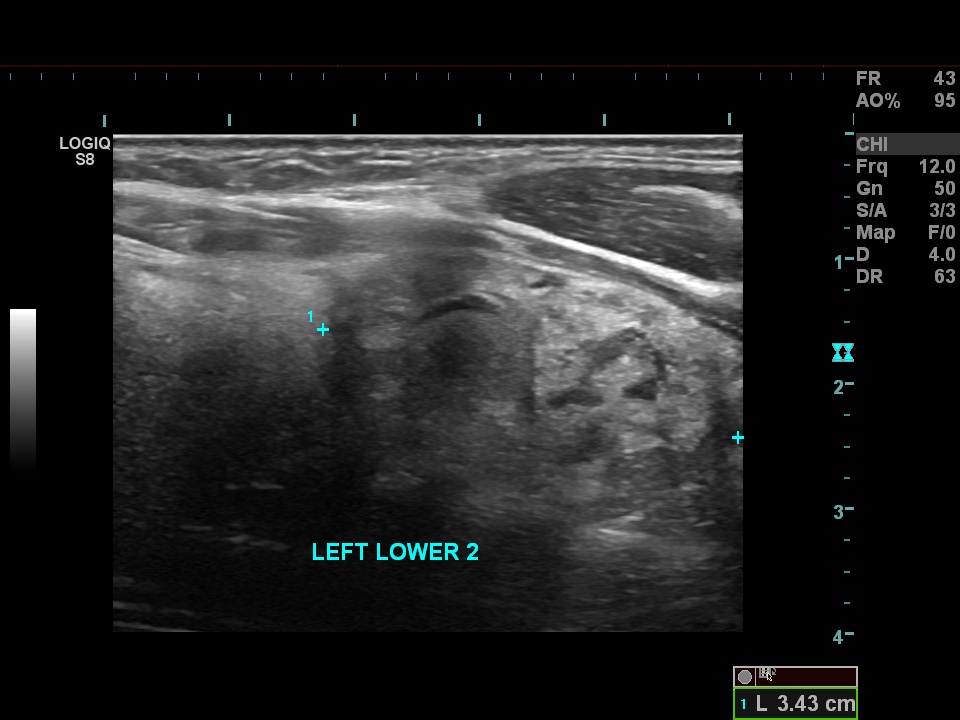 FR 43
AO% 95
LOGIQ
S8
CHI
Frq 12.0
Gn 50
S/A 3/3
Map F/0
D 4.0
DR 63
1
1
2
3
LEFT LOWER 2
4
1 L 3.43 cm